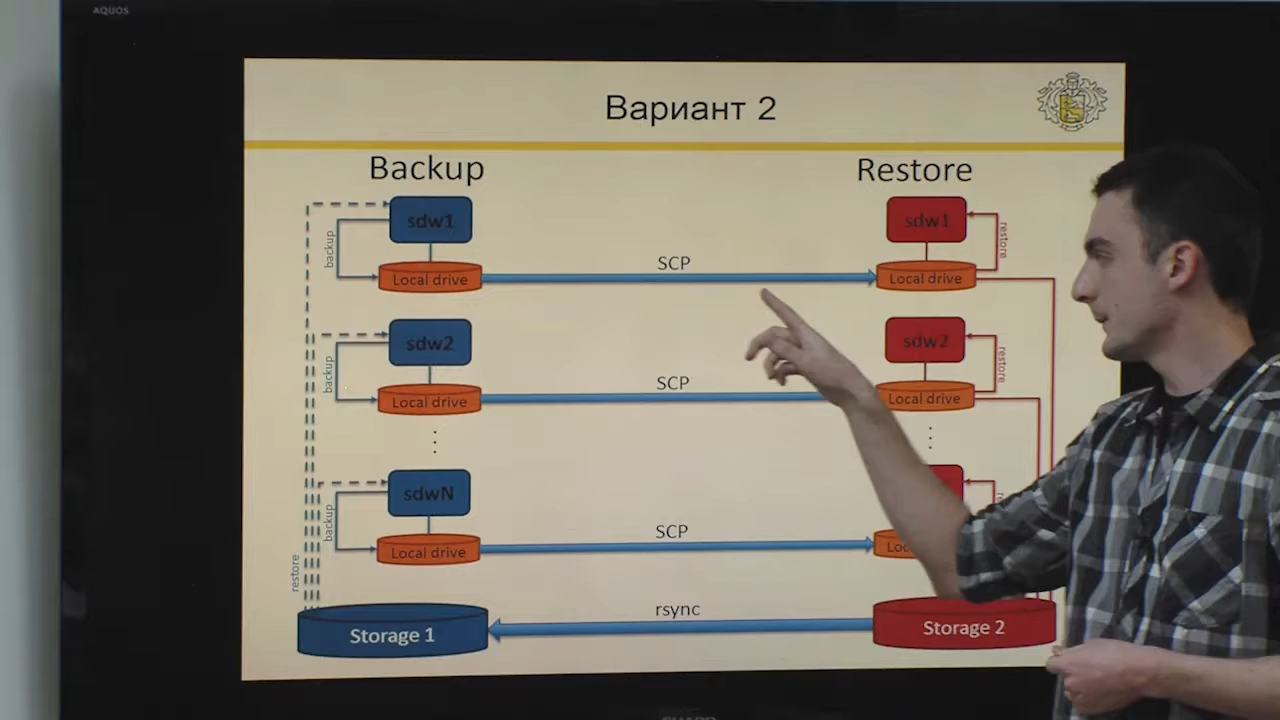 AQUOS
Вариант 2
Backup
Restore
sdw1
sdw1
backup
restore
Local drive
SCP
Local drive
sdw2
sdw2
backup
restore
Local drive
SCP
Local drive
sdwN
backup
SCP
Local drive
restore
rsync
Storage 1
Storage 2